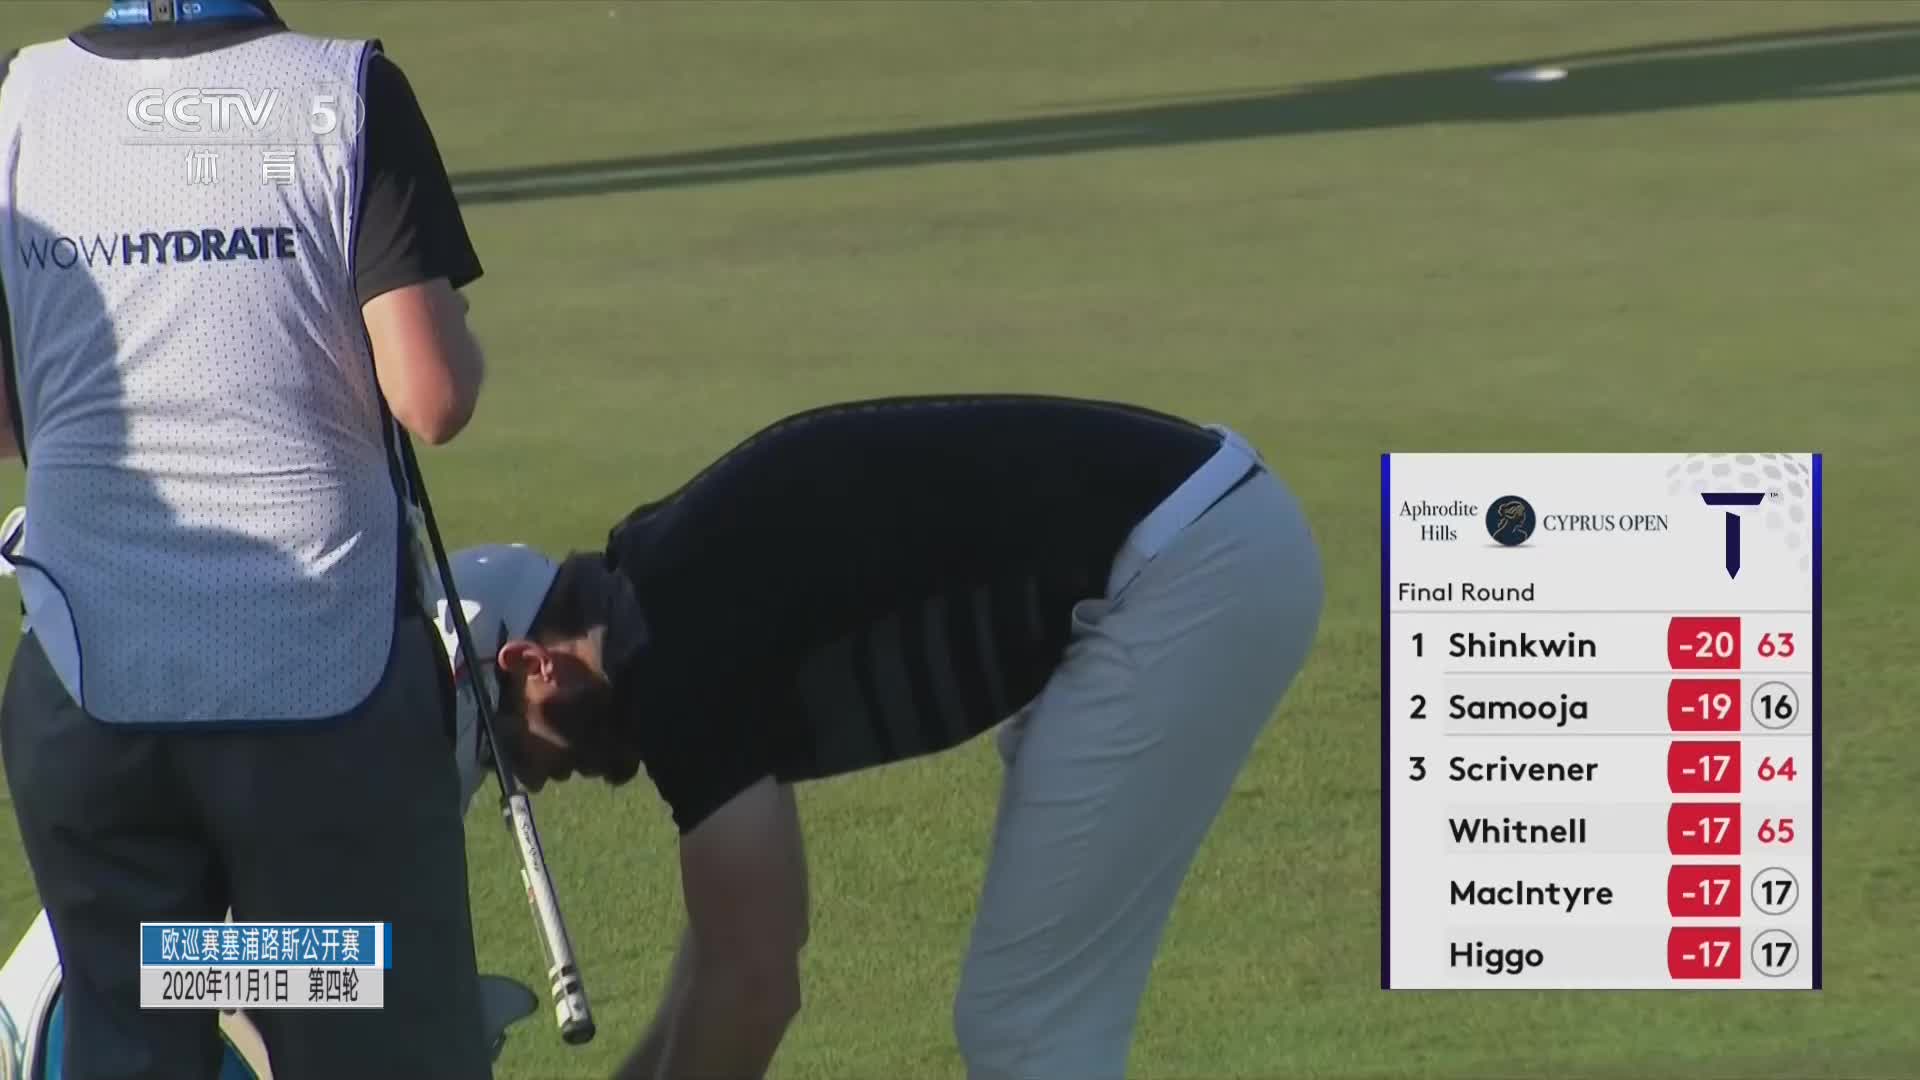 CCTV 5
体育
WOWHYDRATE
Aphrodite Hills CYPRUS OPEN
Final Round
1 Shinkwin -20 63
2 Samooja -19 16
3 Scrivener -17 64
Whitnell -17 65
MacIntyre -17 17
Higgo -17 17
欧巡赛塞浦路斯公开赛
2020年11月1日 第四轮